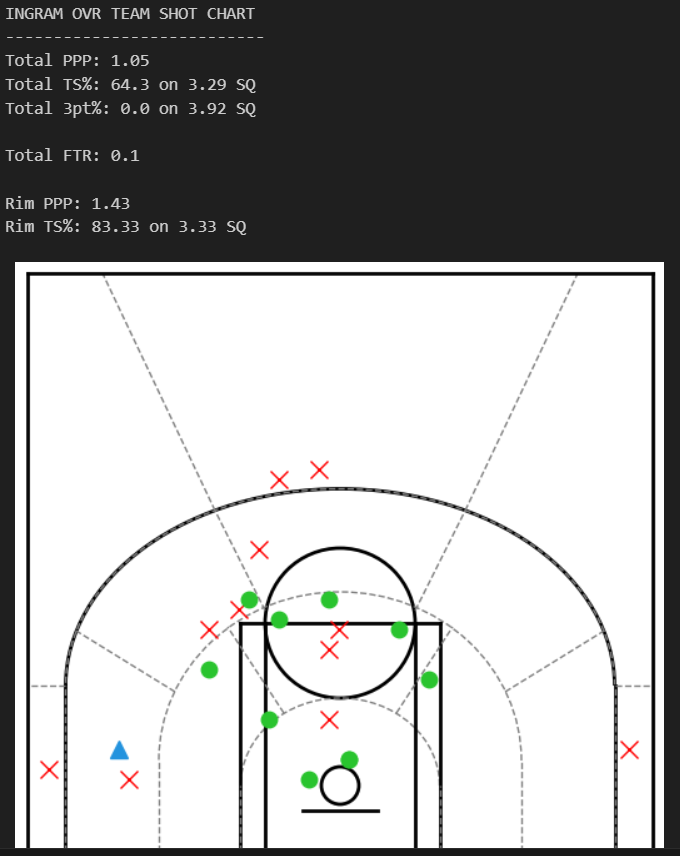 INGRAM OVR TEAM SHOT CHART
---------------------------
Total PPP: 1.05
Total TS%: 64.3 on 3.29 SQ
Total 3pt%: 0.0 on 3.92 SQ
Total FTR: 0.1
Rim PPP: 1.43
Rim TS%: 83.33 on 3.33 SQ